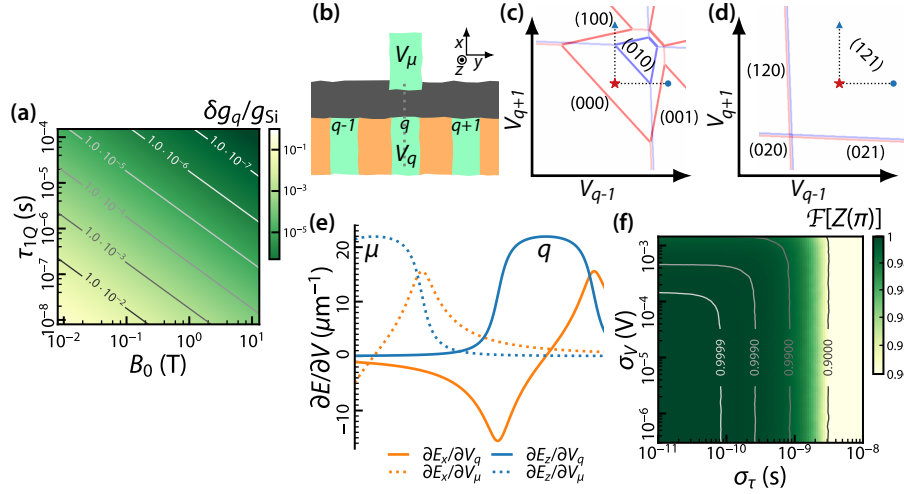 (a)
δg_q/g_Si
10⁻⁴
10⁻⁵
10⁻⁶
10⁻⁷
10⁻⁸
τ_1Q (s)
1.0 · 10⁻⁷
1.0 · 10⁻⁶
1.0 · 10⁻⁵
1.0 · 10⁻⁴
1.0 · 10⁻³
1.0 · 10⁻²
10⁻² 10⁻¹ 10⁰ 10¹
B₀ (T)
10⁻¹
10⁻³
10⁻⁵
(b)
V_μ
x
y
z
q-1 q q+1
V_q
(c)
(100)
(010)
(000)
(001)
V_q+1
V_q-1
(d)
(121)
(120)
(020) (021)
V_q+1
V_q-1
(e)
μ q
20
10
0
−10
∂E/∂V (μm⁻¹)
∂E_x/∂V_q ∂E_z/∂V_q
∂E_x/∂V_μ ∂E_z/∂V_μ
(f)
ℱ[Z(π)]
10⁻³
10⁻⁴
10⁻⁵
10⁻⁶
σ_V (V)
0.9999 0.9990 0.9900 0.9000
10⁻¹¹ 10⁻¹⁰ 10⁻⁹ 10⁻⁸
σ_τ (s)
1
0.9
0.9
0.9
0.9